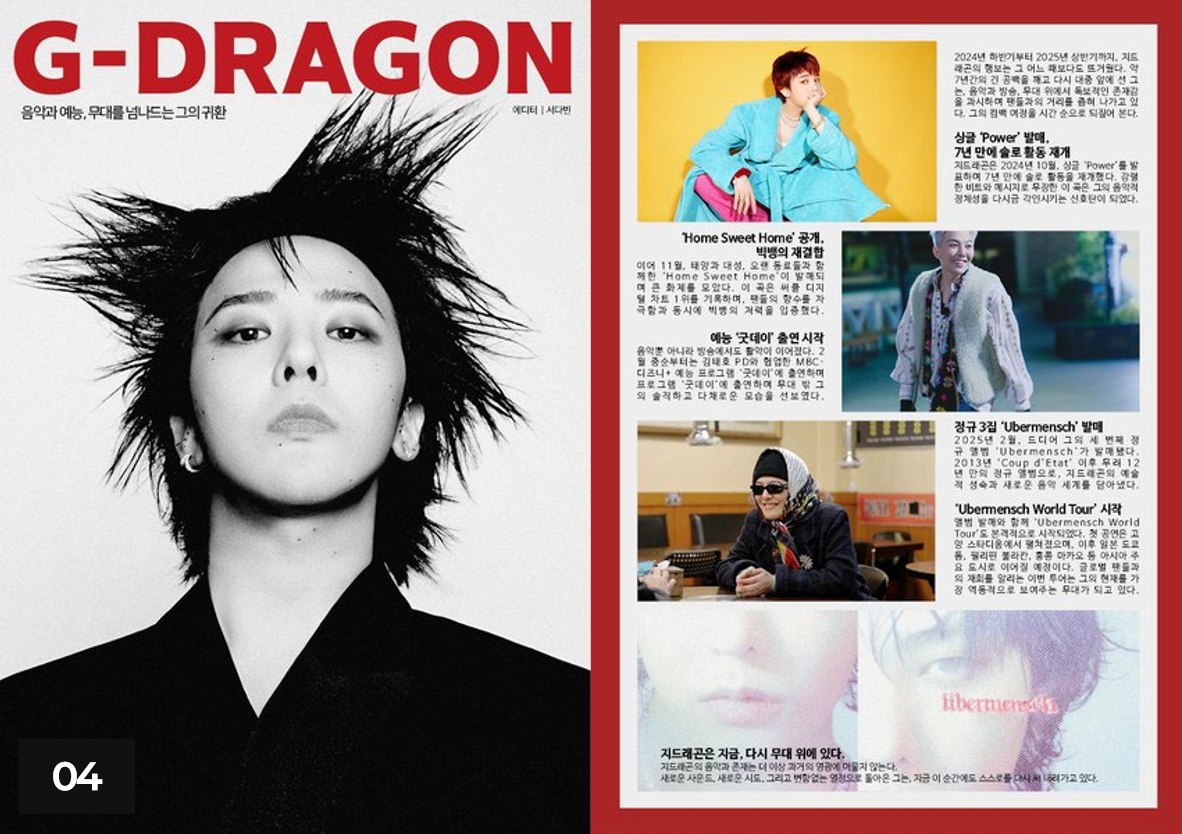 G-DRAGON
음악과 예능, 무대를 넘나드는 그의 귀환
에디터 | 서다빈
04
2024년 하반기부터 2025년 상반기까지, 지드
래곤의 행보는 그 어느 때보다도 뜨거웠다. 약
7년간의 긴 공백을 깨고 다시 대중 앞에 선 그
는, 음악과 방송, 무대 위에서 독보적인 존재감
을 과시하며 팬들과의 거리를 좁혀 나가고 있
다. 그의 컴백 여정을 시간 순으로 되짚어 본다.
싱글 ‘Power’ 발매,
7년 만에 솔로 활동 재개
지드래곤은 2024년 10월, 싱글 ‘Power’를 발
표하며 7년 만에 솔로 활동을 재개했다. 강렬
한 비트와 메시지로 무장한 이 곡은 그의 음악적
정체성을 다시금 각인시키는 신호탄이 되었다.
‘Home Sweet Home’ 공개,
빅뱅의 재결합
이어 11월, 태양과 대성, 오랜 동료들과 함
께한 ‘Home Sweet Home’이 발매되
며 큰 화제를 모았다. 이 곡은 써클 디지
털 차트 1위를 기록하며, 팬들의 향수를 자
극함과 동시에 빅뱅의 저력을 입증했다.
예능 ‘굿데이’ 출연 시작
음악뿐 아니라 방송에서도 활약이 이어졌다. 2
월 중순부터는 김태호 PD와 협업한 MBC·
디즈니+ 예능 프로그램 ‘굿데이’에 출연하며
프로그램 ‘굿데이’에 출연하며 무대 밖 그
의 솔직하고 다채로운 모습을 선보였다.
정규 3집 ‘Ubermensch’ 발매
2025년 2월, 드디어 그의 세 번째 정
규 앨범 ‘Ubermensch’가 발매됐다.
2013년 ‘Coup d'Etat’ 이후 무려 12
년 만의 정규 앨범으로, 지드래곤의 예술
적 성숙과 새로운 음악 세계를 담아냈다.
‘Ubermensch World Tour’ 시작
앨범 발매와 함께 ‘Ubermensch World
Tour’도 본격적으로 시작되었다. 첫 공연은 고
양 스타디움에서 펼쳐졌으며, 이후 일본 도쿄
돔, 필리핀 불라칸, 홍콩 마카오 등 아시아 주
요 도시로 이어질 예정이다. 글로벌 팬들과
의 재회를 알리는 이번 투어는 그의 현재를 가
장 역동적으로 보여주는 무대가 되고 있다.
Übermensch
지드래곤은 지금, 다시 무대 위에 있다.
지드래곤의 음악과 존재는 더 이상 과거의 영광에 머물지 않는다.
새로운 사운드, 새로운 시도, 그리고 변함없는 열정으로 돌아온 그는, 지금 이 순간에도 스스로를 다시 써 내려가고 있다.